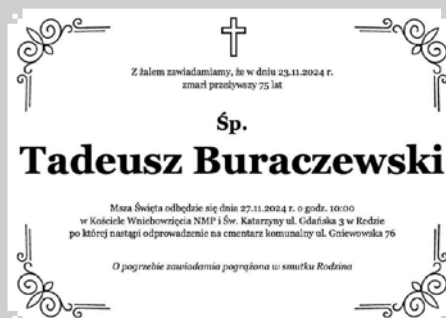 Z żalem zawiadamiamy, że w dniu 23.11.2024 r.
zmarł przeżywszy 75 lat
Śp.
Tadeusz Buraczewski
Msza Święta odbędzie się dnia 27.11.2024 r. o godz. 10:00
w Kościele Wniebowzięcia NMP i Św. Katarzyny ul. Gdańska 3 w Redzie
po której nastąpi odprowadzenie na cmentarz komunalny ul. Gniewowska 76
O pogrzebie zawiadamia pogrążona w smutku Rodzina